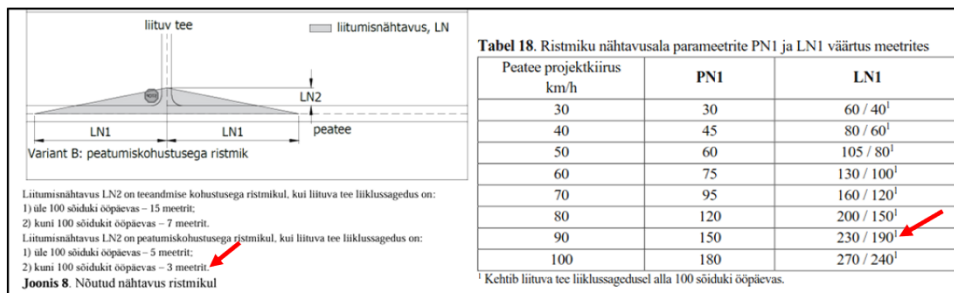 liituv tee
liitumisnähtavus, LN
LN2
LN1
LN1
peatee
Variant B: peatumiskohustusega ristmik
Liitumisnähtavus LN2 on teeandmise kohustusega ristmikul, kui liituva tee liiklussagedus on:
1) üle 100 sõiduki ööpäevas – 15 meetrit;
2) kuni 100 sõidukit ööpäevas – 7 meetrit.
Liitumisnähtavus LN2 on peatumiskohustusega ristmikul, kui liituva tee liiklussagedus on:
1) üle 100 sõiduki ööpäevas – 5 meetrit;
2) kuni 100 sõidukit ööpäevas – 3 meetrit.
Joonis 8. Nõutud nähtavus ristmikul
Tabel 18. Ristmiku nähtavusala parameetrite PN1 ja LN1 väärtus meetrites
Peatee projektkiirus km/h PN1 LN1
30 30 60 / 40¹
40 45 80 / 60¹
50 60 105 / 80¹
60 75 130 / 100¹
70 95 160 / 120¹
80 120 200 / 150¹
90 150 230 / 190¹
100 180 270 / 240¹
¹ Kehtib liituva tee liiklussagedusel alla 100 sõiduki ööpäevas.